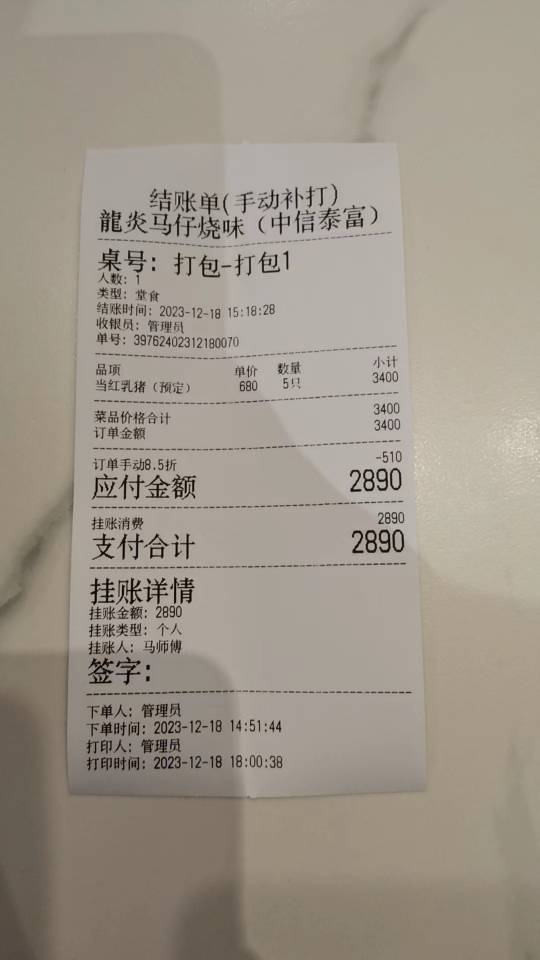 结账单(手动补打)
龍炎马仔烧味（中信泰富）
桌号: 打包-打包1
人数: 1
类型: 堂食
结账时间: 2023-12-18 15:18:28
收银员: 管理员
单号: 39762402312180070
品项 单价 数量 小计
当红乳猪（预定） 680 5只 3400
菜品价格合计 3400
订单金额 3400
订单手动8.5折 -510
应付金额 2890
挂账消费 2890
支付合计 2890
挂账详情
挂账金额: 2890
挂账类型: 个人
挂账人: 马师傅
签字:
下单人: 管理员
下单时间: 2023-12-18 14:51:44
打印人: 管理员
打印时间: 2023-12-18 18:00:38